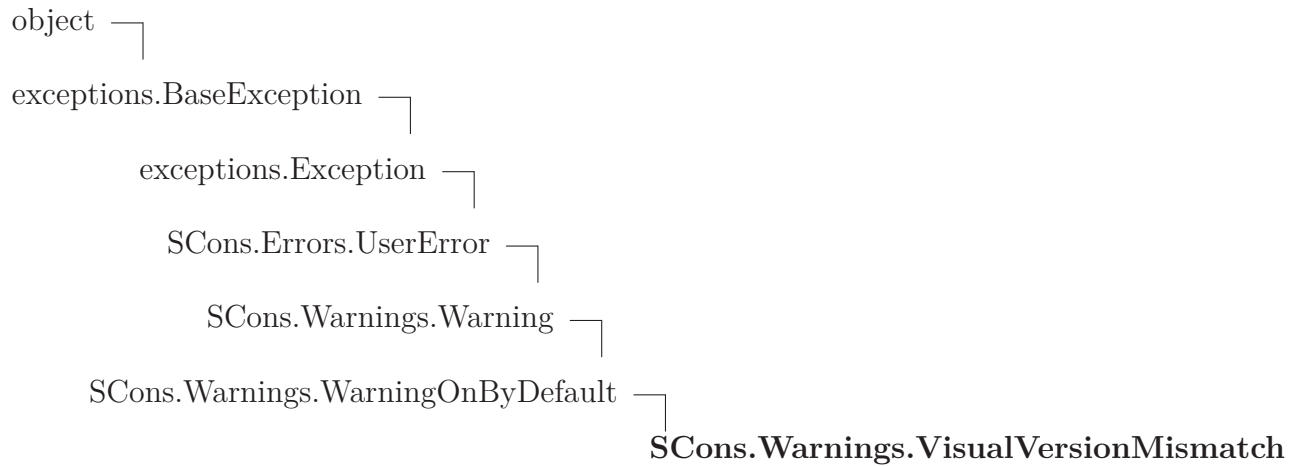 object
exceptions.BaseException
exceptions.Exception
SCons.Errors.UserError
SCons.Warnings.Warning
SCons.Warnings.WarningOnByDefault
SCons.Warnings.VisualVersionMismatch